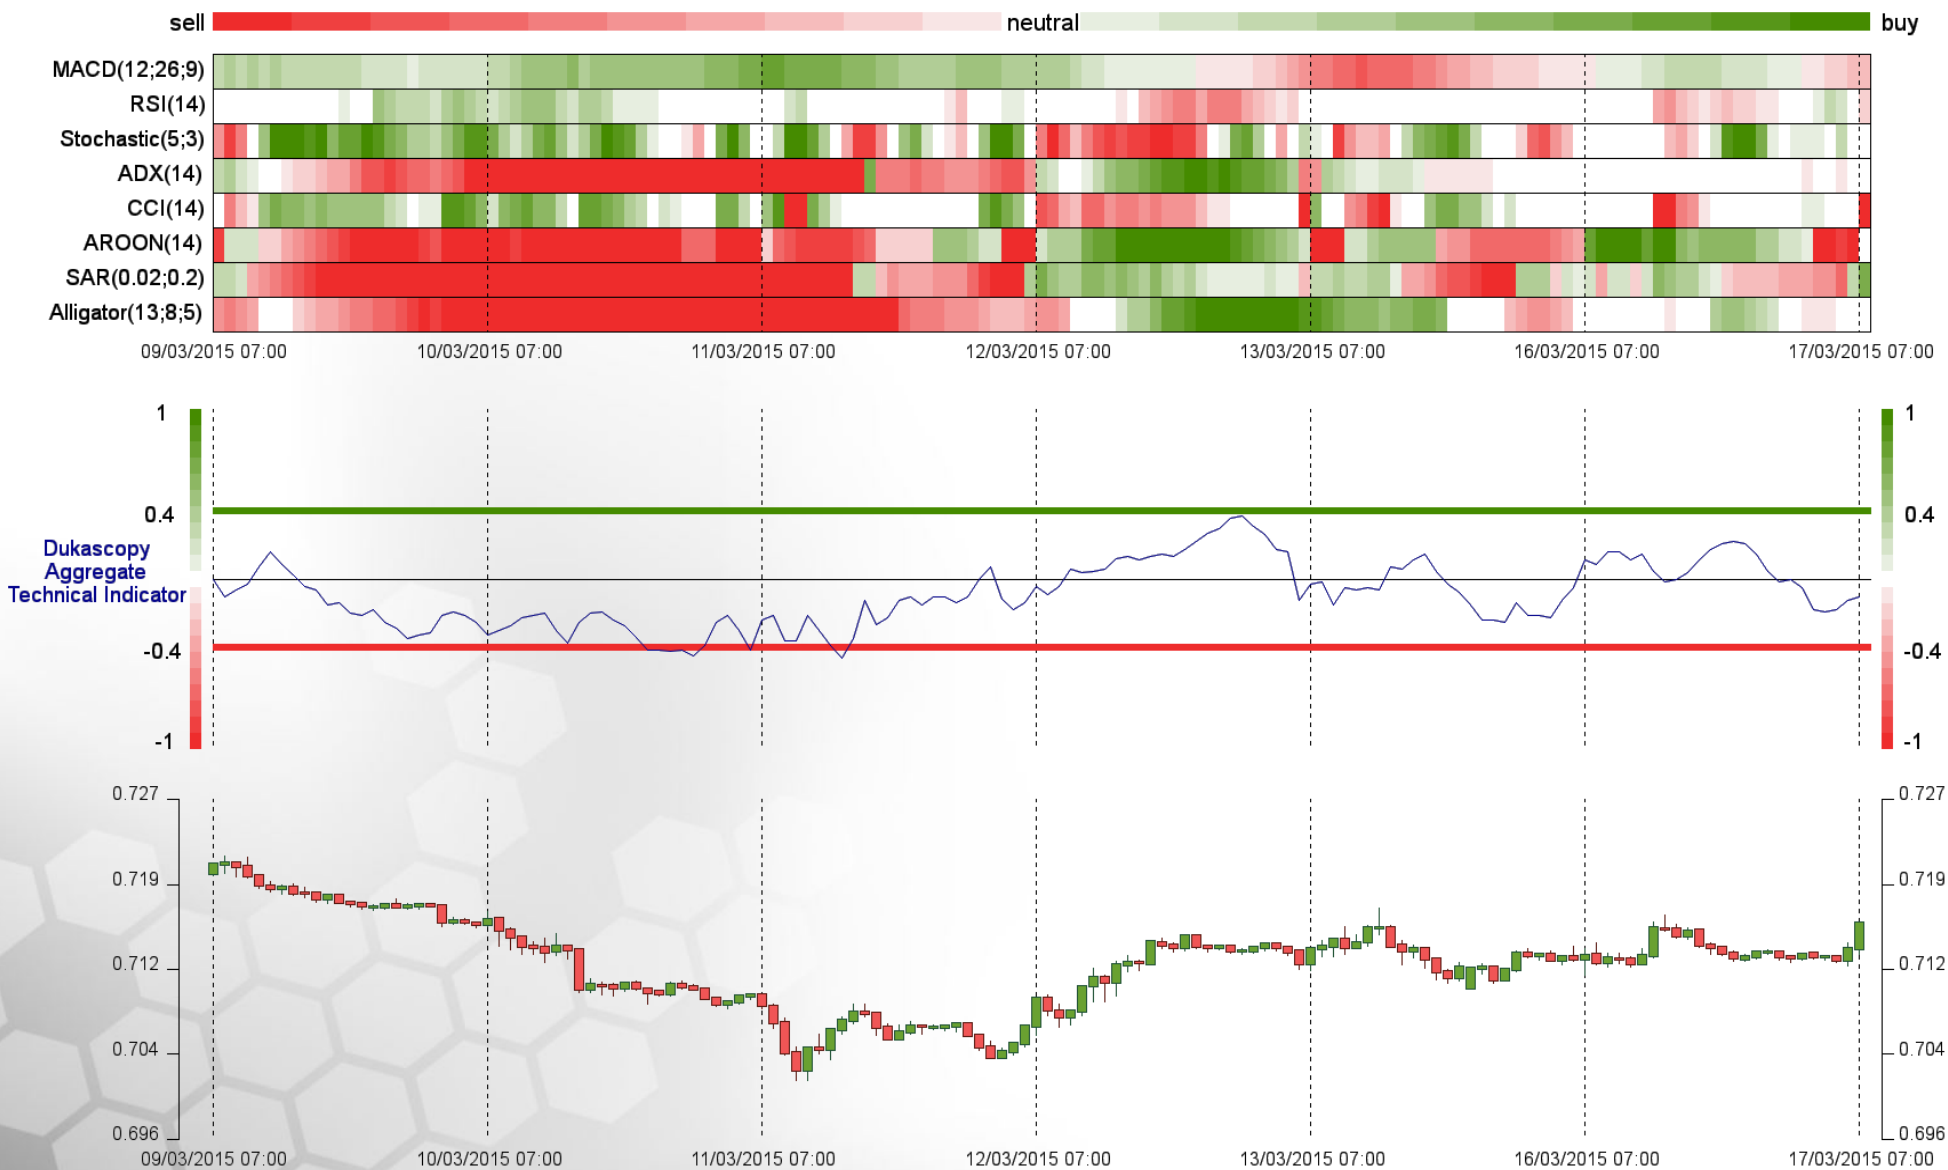 sell neutral buy
MACD(12;26;9)
RSI(14)
Stochastic(5;3)
ADX(14)
CCI(14)
AROON(14)
SAR(0.02;0.2)
Alligator(13;8;5)
09/03/2015 07:00 10/03/2015 07:00 11/03/2015 07:00 12/03/2015 07:00 13/03/2015 07:00 16/03/2015 07:00 17/03/2015 07:00
1 1
0.4 0.4
Dukascopy
Aggregate
Technical Indicator
-0.4 -0.4
-1 -1
0.727 0.727
0.719 0.719
0.712 0.712
0.704 0.704
0.696 0.696
09/03/2015 07:00 10/03/2015 07:00 11/03/2015 07:00 12/03/2015 07:00 13/03/2015 07:00 16/03/2015 07:00 17/03/2015 07:00